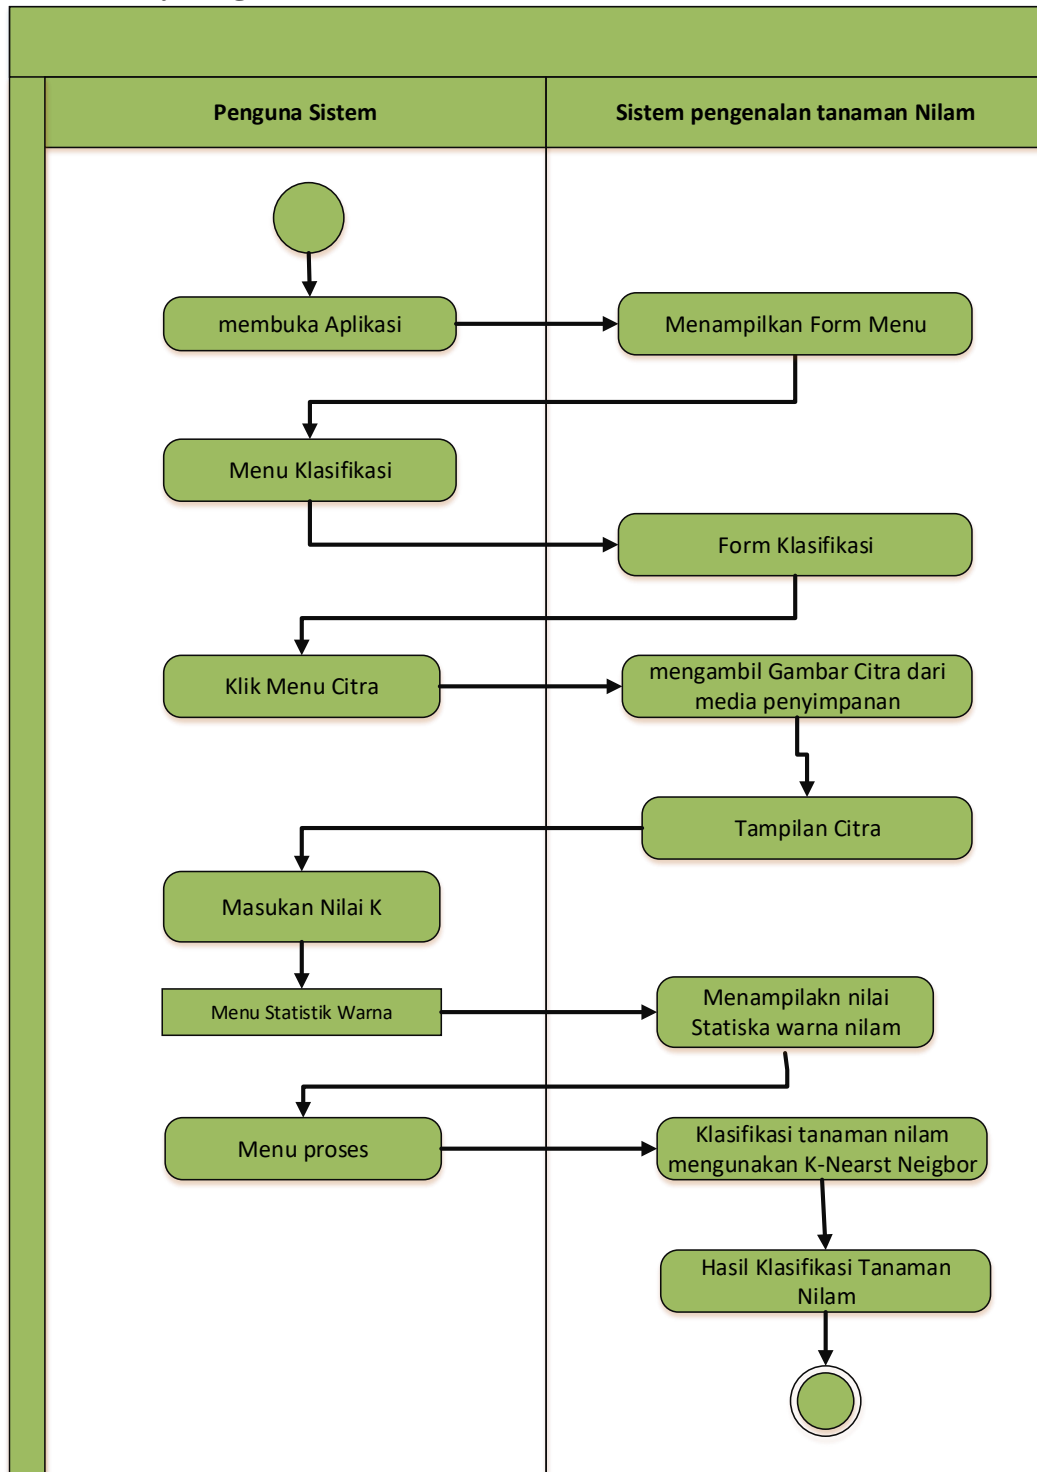 Penguna Sistem
Sistem pengenalan tanaman Nilam
membuka Aplikasi
Menampilkan Form Menu
Menu Klasifikasi
Form Klasifikasi
Klik Menu Citra
mengambil Gambar Citra dari
media penyimpanan
Tampilan Citra
Masukan Nilai K
Menu Statistik Warna
Menampilakn nilai
Statiska warna nilam
Menu proses
Klasifikasi tanaman nilam
mengunakan K-Nearst Neigbor
Hasil Klasifikasi Tanaman
Nilam